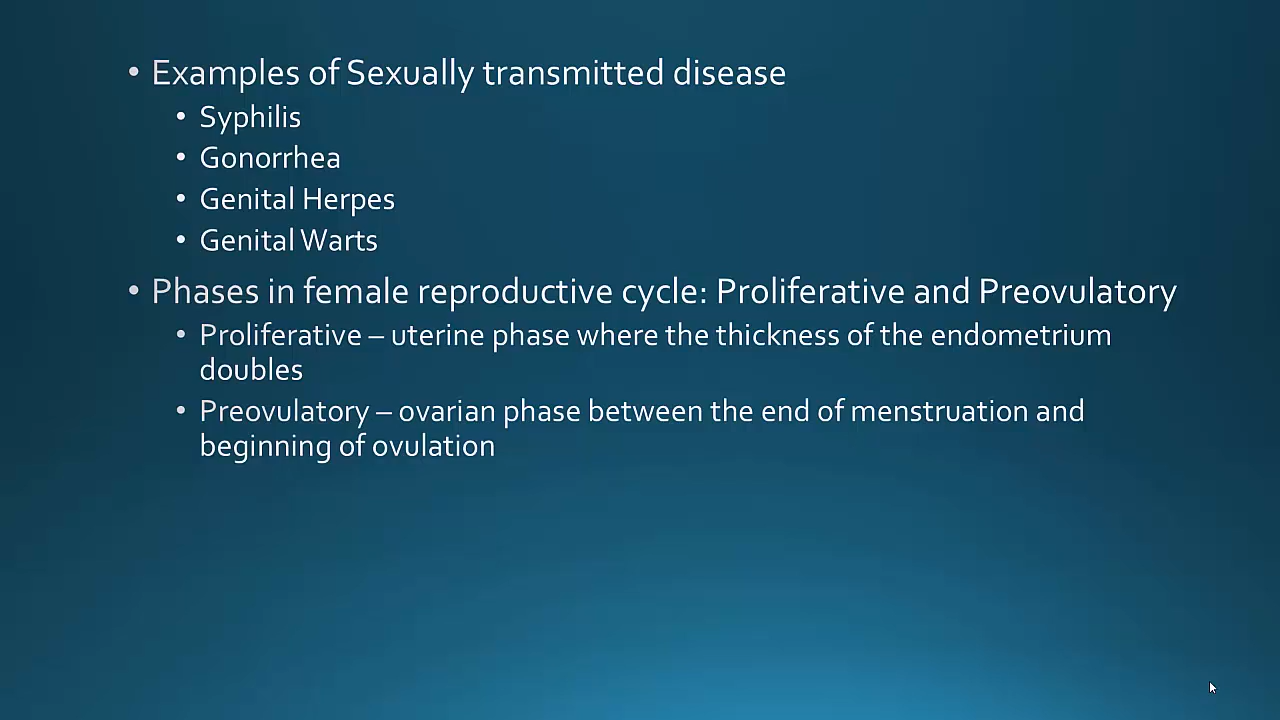 • Examples of Sexually transmitted disease
• Syphilis
• Gonorrhea
• Genital Herpes
• Genital Warts
• Phases in female reproductive cycle: Proliferative and Preovulatory
• Proliferative – uterine phase where the thickness of the endometrium
doubles
• Preovulatory – ovarian phase between the end of menstruation and
beginning of ovulation